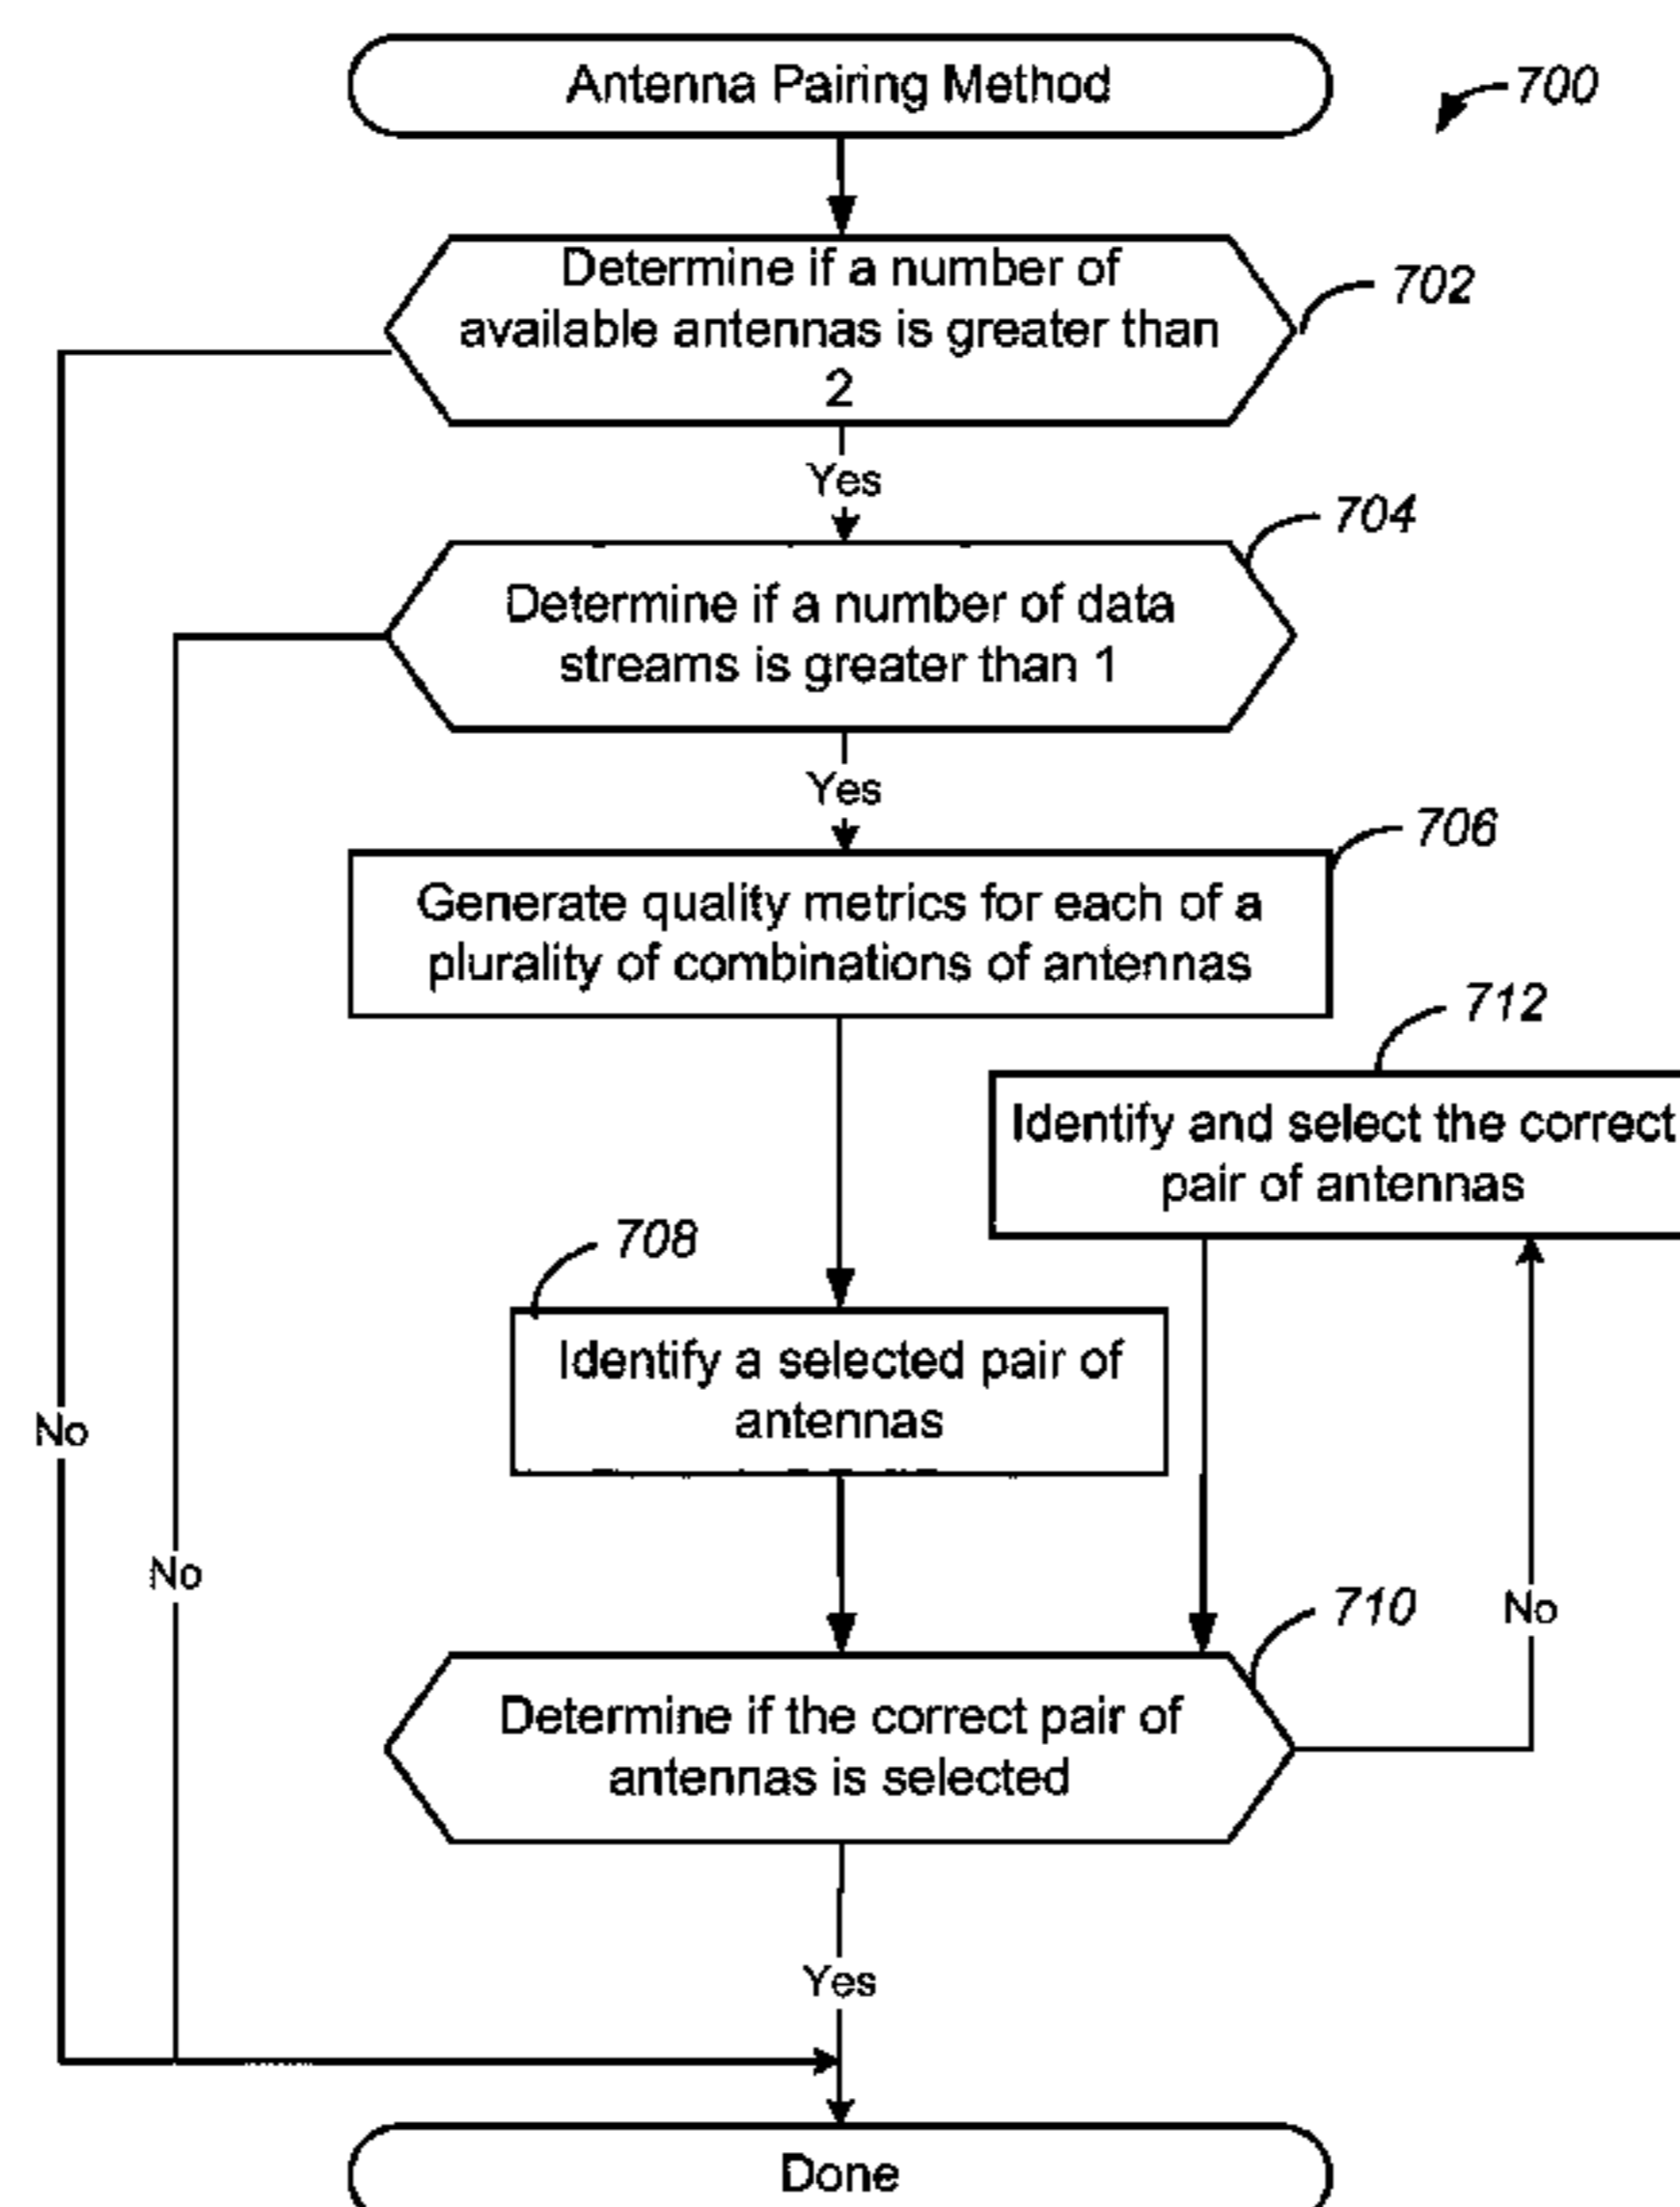 Antenna Pairing Method
700
Determine if a number of
available antennas is greater than
2
702
Yes
704
Determine if a number of data
streams is greater than 1
Yes
706
Generate quality metrics for each of a
plurality of combinations of antennas
712
Identify and select the correct
pair of antennas
708
Identify a selected pair of
antennas
No
No
710
No
Determine if the correct pair of
antennas is selected
Yes
Done